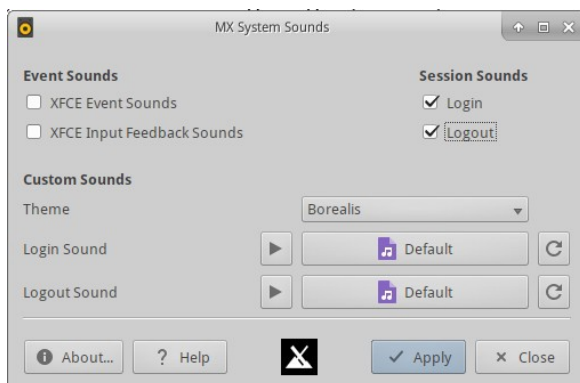 MX System Sounds
Event Sounds
Session Sounds
XFCE Event Sounds
Login
XFCE Input Feedback Sounds
Logout
Custom Sounds
Theme
Borealis
Login Sound
Default
Logout Sound
Default
About...
? Help
Apply
Close